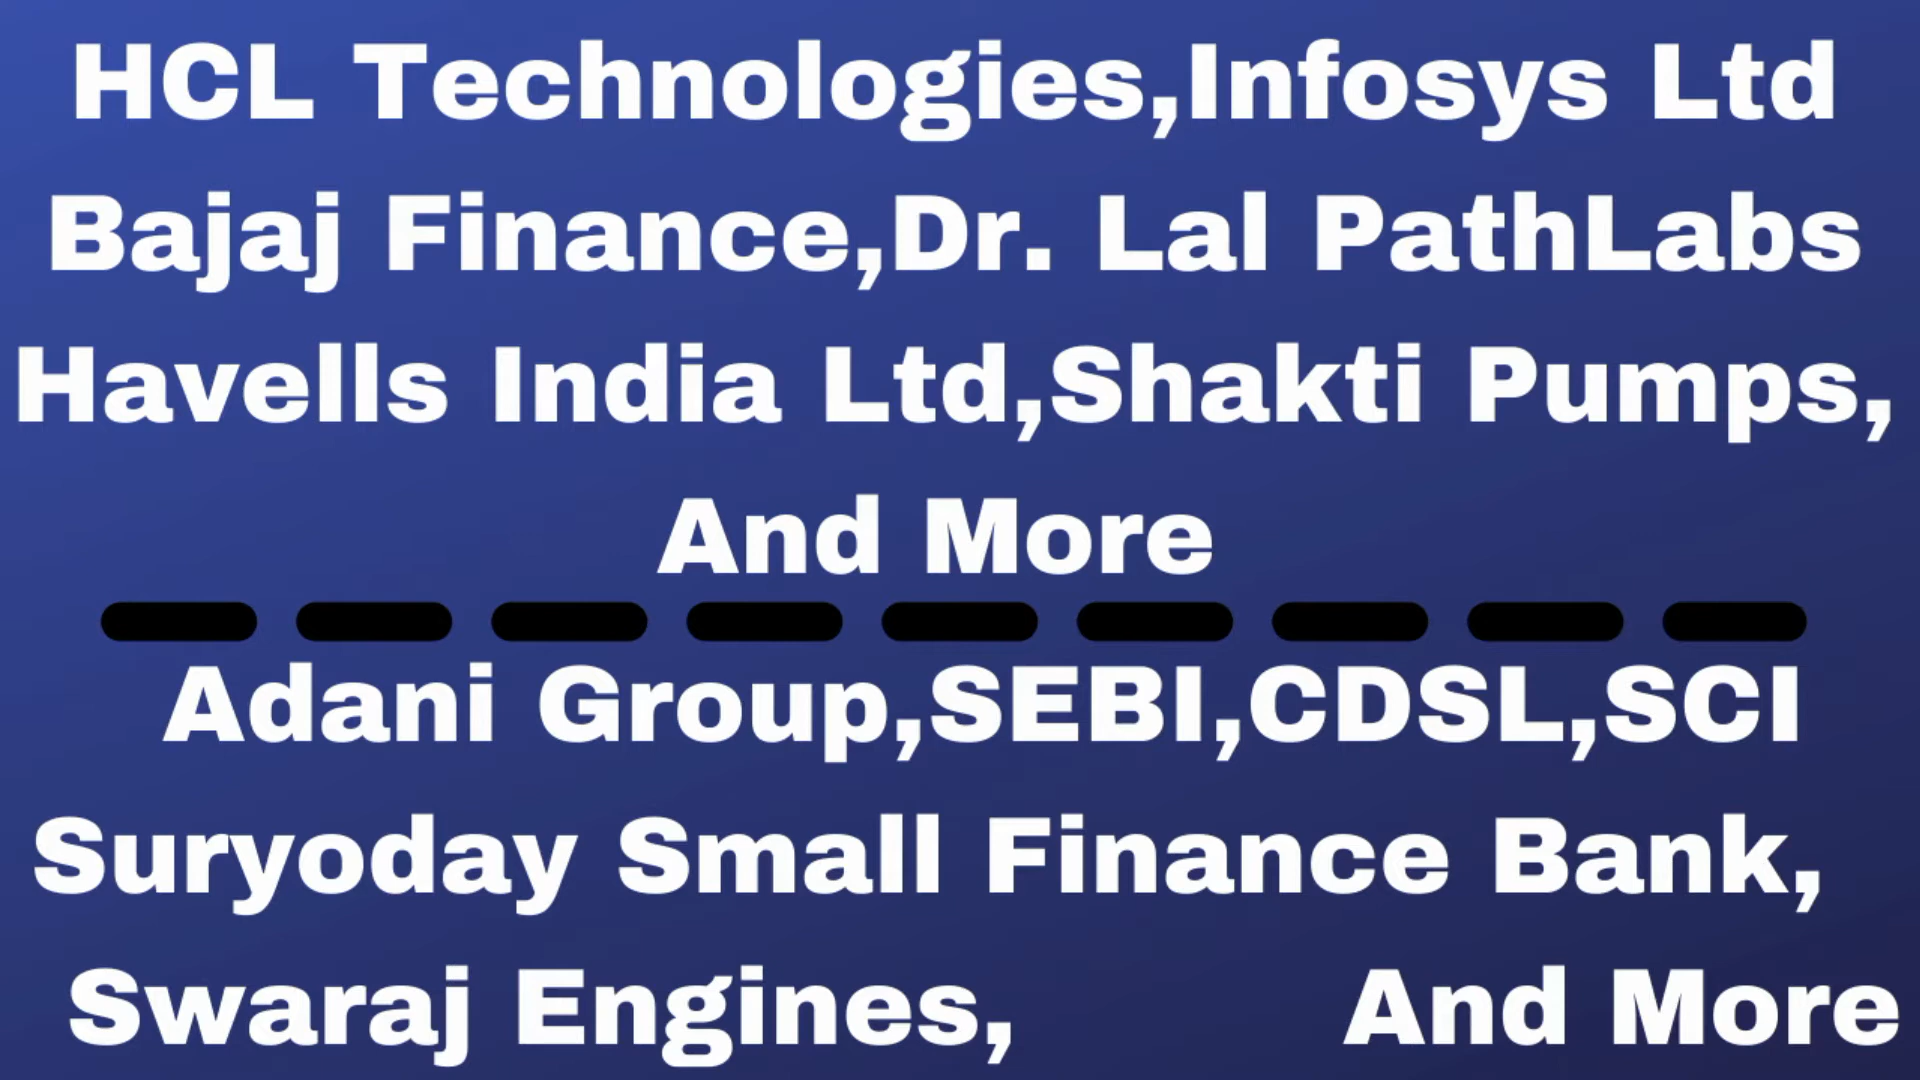 HCL Technologies,Infosys Ltd
Bajaj Finance,Dr. Lal PathLabs
Havells India Ltd,Shakti Pumps,
And More
Adani Group,SEBI,CDSL,SCI
Suryoday Small Finance Bank,
Swaraj Engines, And More